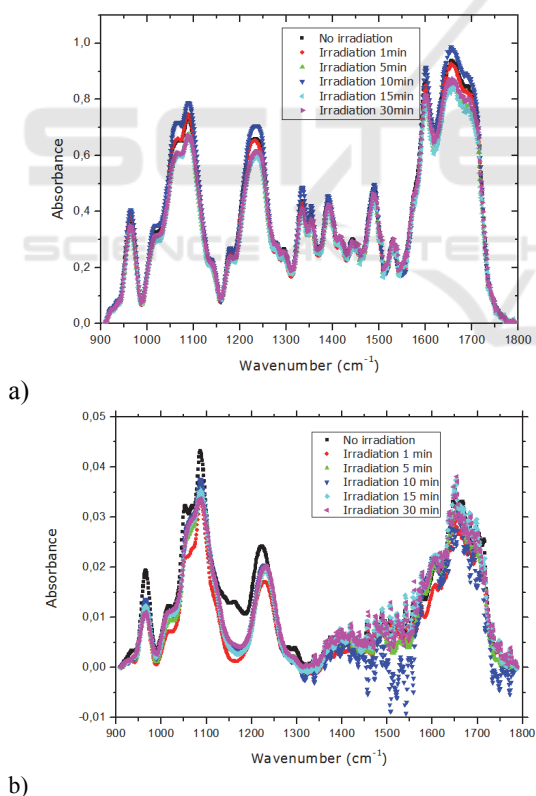 SCITE
SCIENCE TECH
No irradiation
Irradiation 1min
Irradiation 5min
Irradiation 10min
Irradiation 15min
Irradiation 30min
Absorbance
1,0
0,8
0,6
0,4
0,2
0,0
900 1000 1100 1200 1300 1400 1500 1600 1700 1800
Wavenumber (cm⁻¹)
a)
No irradiation
Irradiation 1 min
Irradiation 5 min
Irradiation 10 min
Irradiation 15 min
Irradiation 30 min
Absorbance
0,05
0,04
0,03
0,02
0,01
0,00
-0,01
900 1000 1100 1200 1300 1400 1500 1600 1700 1800
Wavenumber (cm⁻¹)
b)